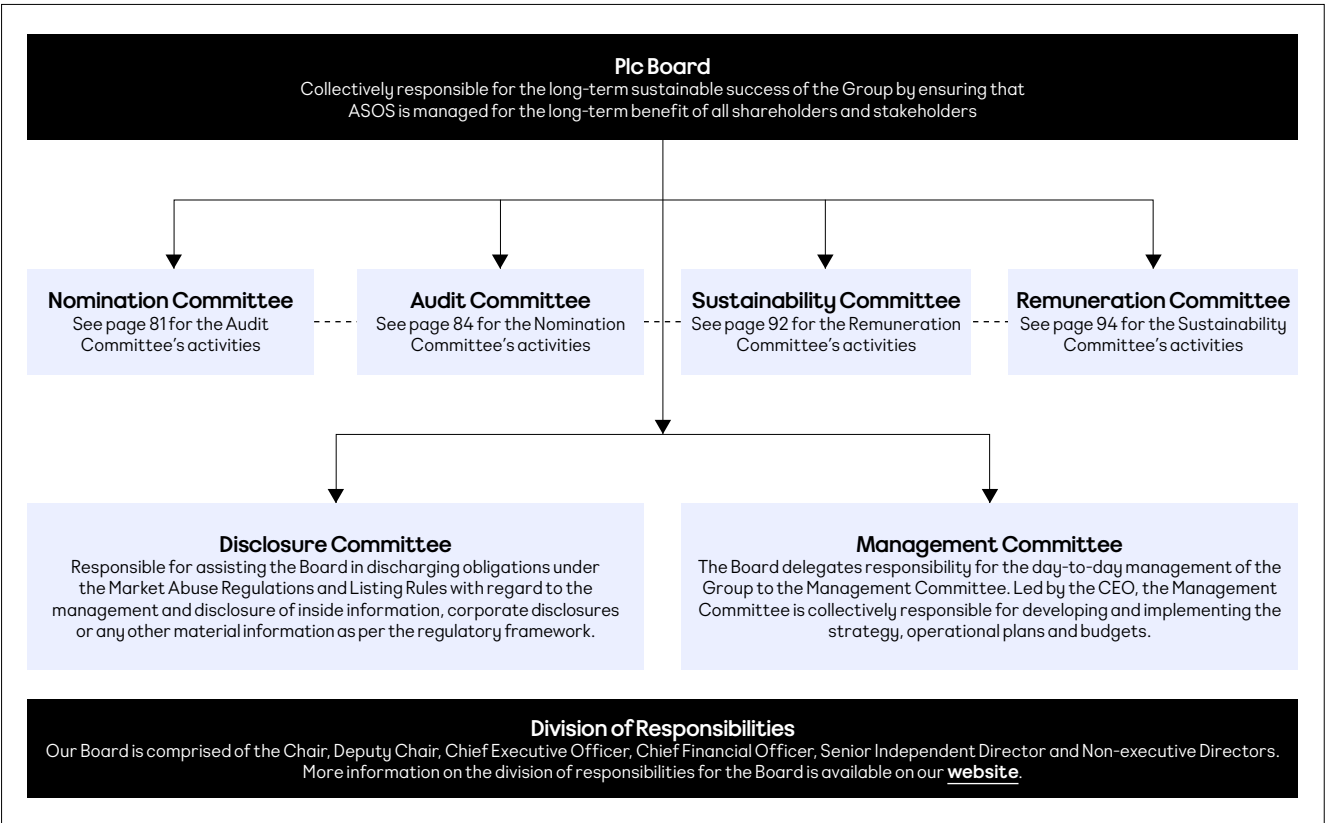 Plc Board
Collectively responsible for the long-term sustainable success of the Group by ensuring that
ASOS is managed for the long-term benefit of all shareholders and stakeholders
Nomination Committee
See page 81 for the Audit
Committee's activities
Audit Committee
See page 84 for the Nomination
Committee's activities
Sustainability Committee
See page 92 for the Remuneration
Committee's activities
Remuneration Committee
See page 94 for the Sustainability
Committee's activities
Disclosure Committee
Responsible for assisting the Board in discharging obligations under
the Market Abuse Regulations and Listing Rules with regard to the
management and disclosure of inside information, corporate disclosures
or any other material information as per the regulatory framework.
Management Committee
The Board delegates responsibility for the day-to-day management of the
Group to the Management Committee. Led by the CEO, the Management
Committee is collectively responsible for developing and implementing the
strategy, operational plans and budgets.
Division of Responsibilities
Our Board is comprised of the Chair, Deputy Chair, Chief Executive Officer, Chief Financial Officer, Senior Independent Director and Non-executive Directors.
More information on the division of responsibilities for the Board is available on our website.